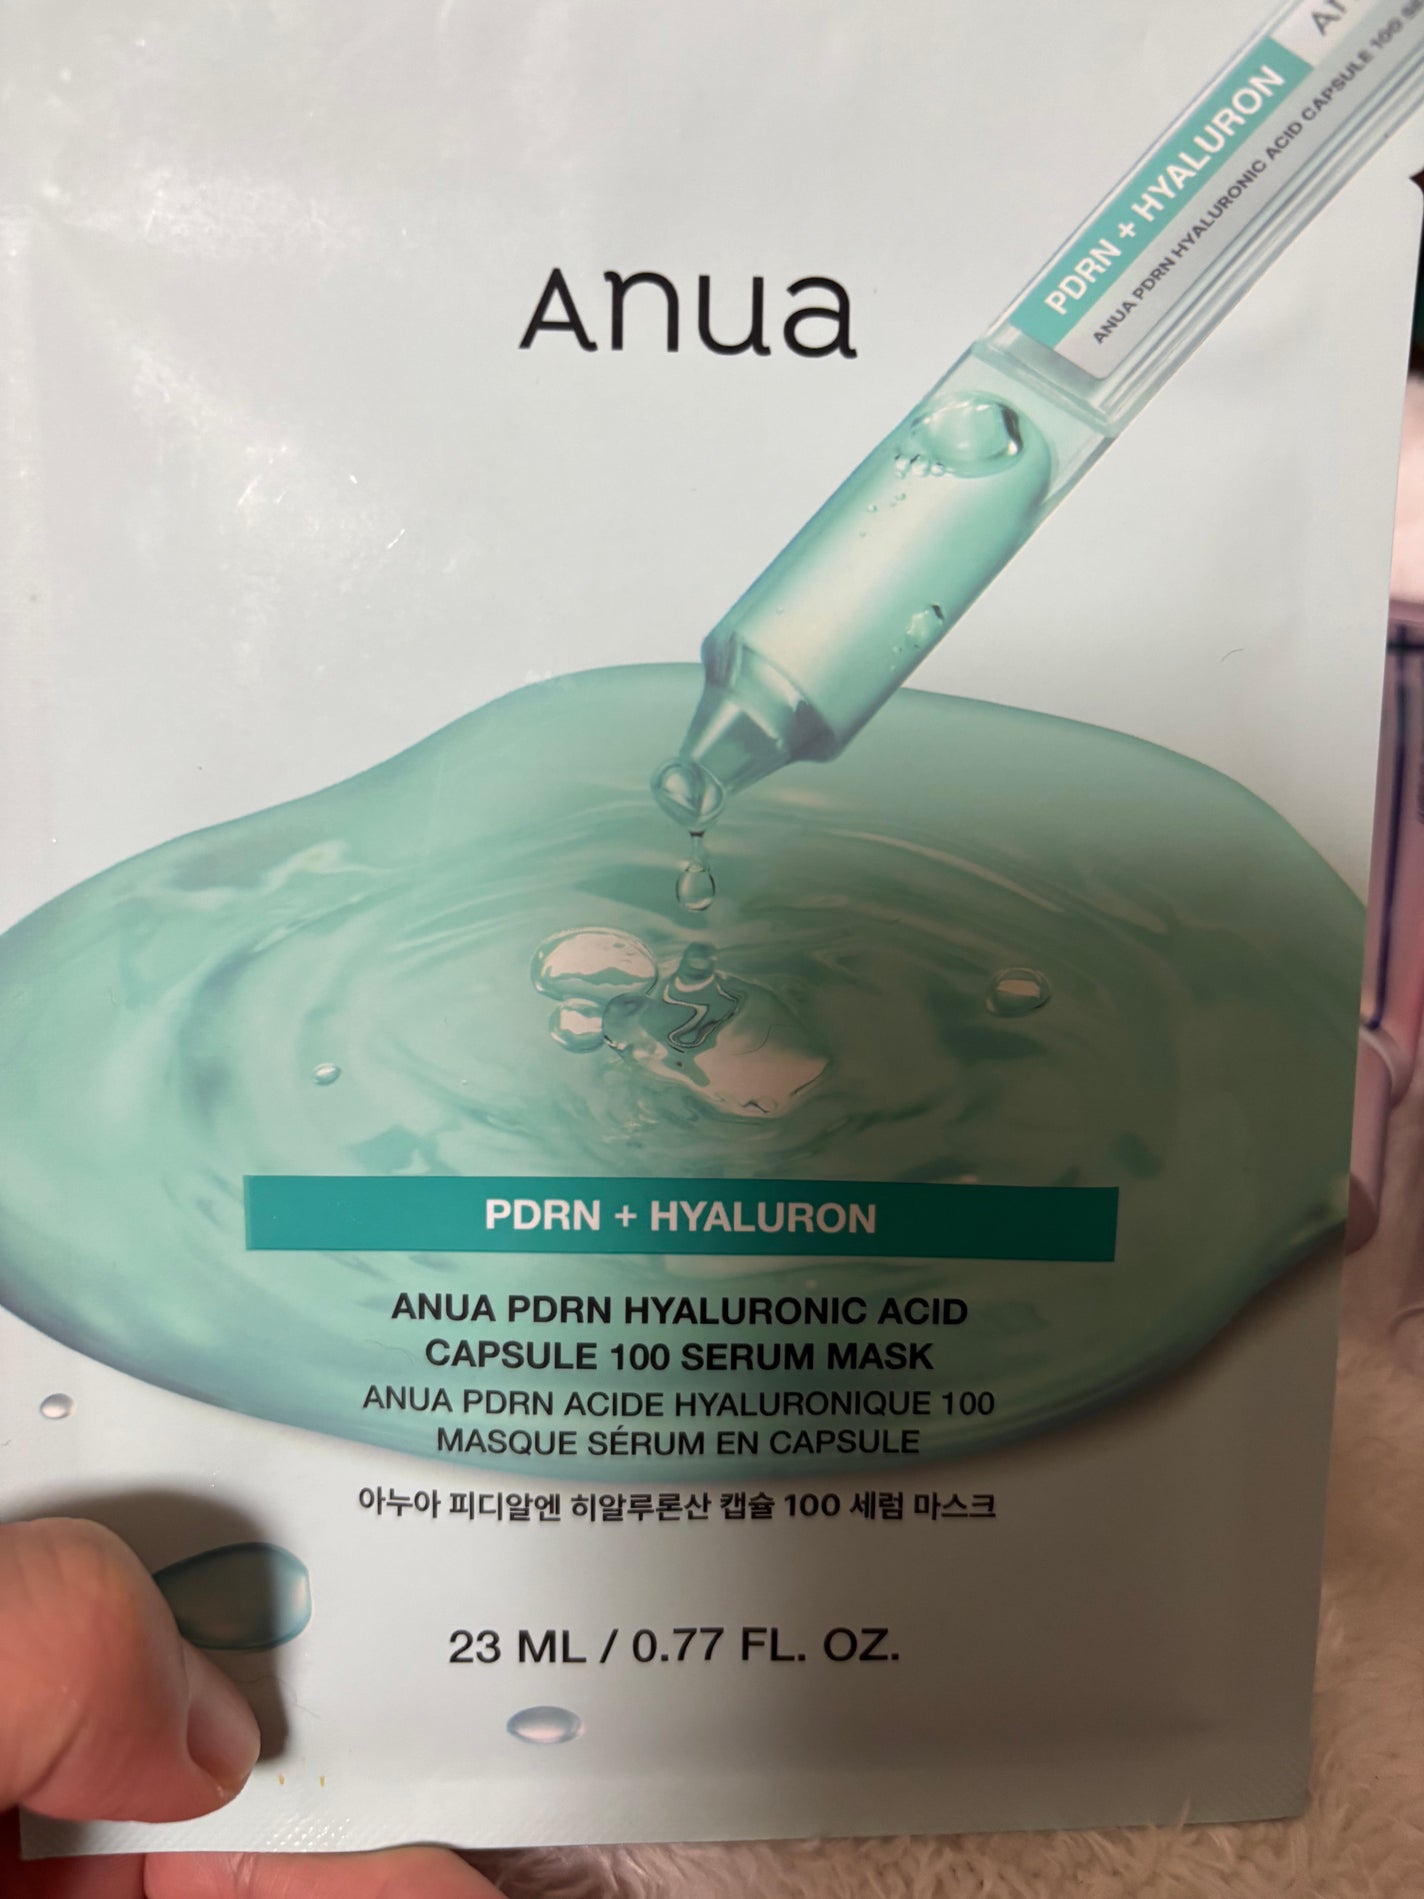 Anua
PDRN + HYALURON
ANUA PDRN HYALURONIC ACID CAPSULE 100
PDRN + HYALURON
ANUA PDRN HYALURONIC ACID
CAPSULE 100 SERUM MASK
ANUA PDRN ACIDE HYALURONIQUE 100
MASQUE SÉRUM EN CAPSULE
아누아 피디알엔 히알루론산 캡슐 100 세럼 마스크
23 ML / 0.77 FL. OZ.